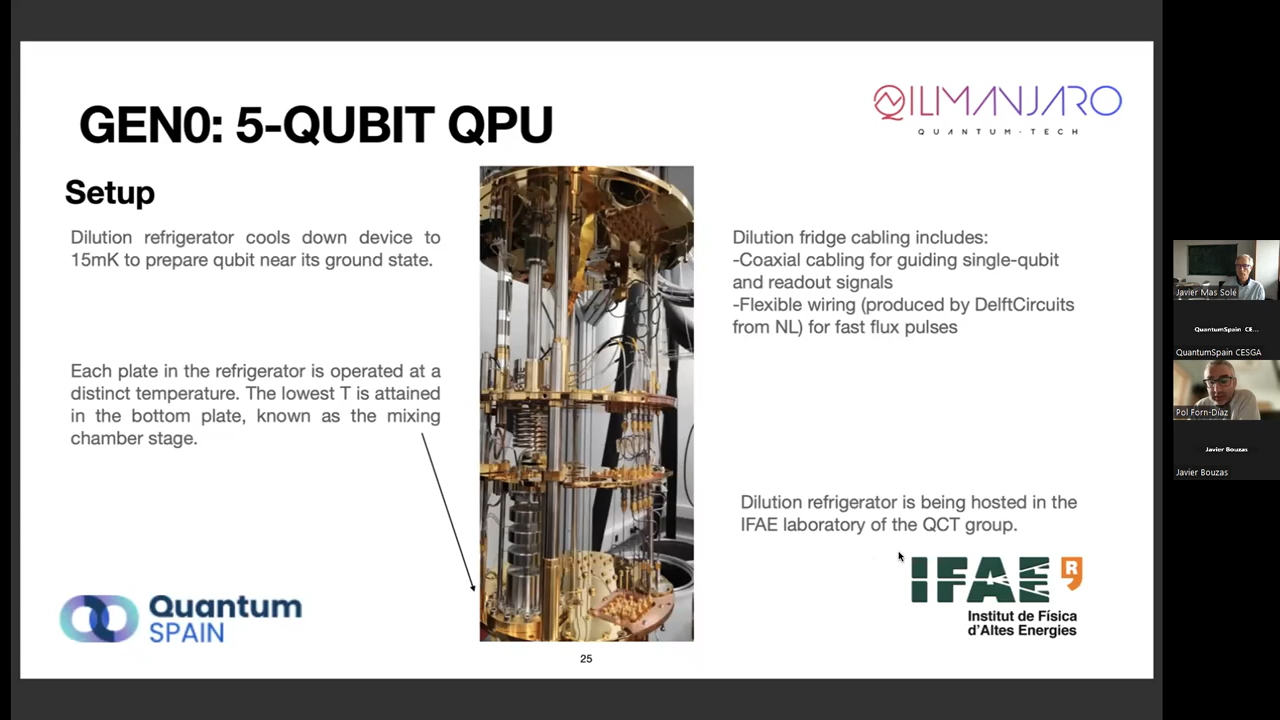 GEN0: 5-QUBIT QPU
QILIMANJARO
QUANTUM-TECH
Setup
Dilution refrigerator cools down device to
15mK to prepare qubit near its ground state.
Each plate in the refrigerator is operated at a
distinct temperature. The lowest T is attained
in the bottom plate, known as the mixing
chamber stage.
Dilution fridge cabling includes:
-Coaxial cabling for guiding single-qubit
and readout signals
-Flexible wiring (produced by DelftCircuits
from NL) for fast flux pulses
Dilution refrigerator is being hosted in the
IFAE laboratory of the QCT group.
Quantum
SPAIN
IFAE R
Institut de Física
d'Altes Energies
25
Javier Mas Solé
QuantumSpain CE...
QuantumSpain CESGA
Pol Forn-Díaz
Javier Bouzas
Javier Bouzas